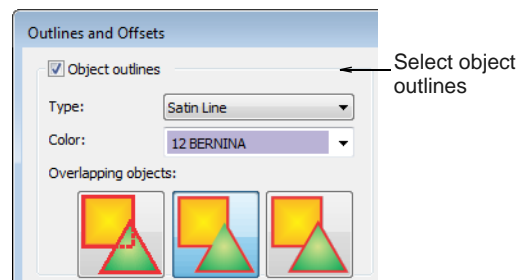 Outlines and Offsets
Object outlines
Select object
outlines
Type:
Satin Line
Color:
12 BERNINA
Overlapping objects: